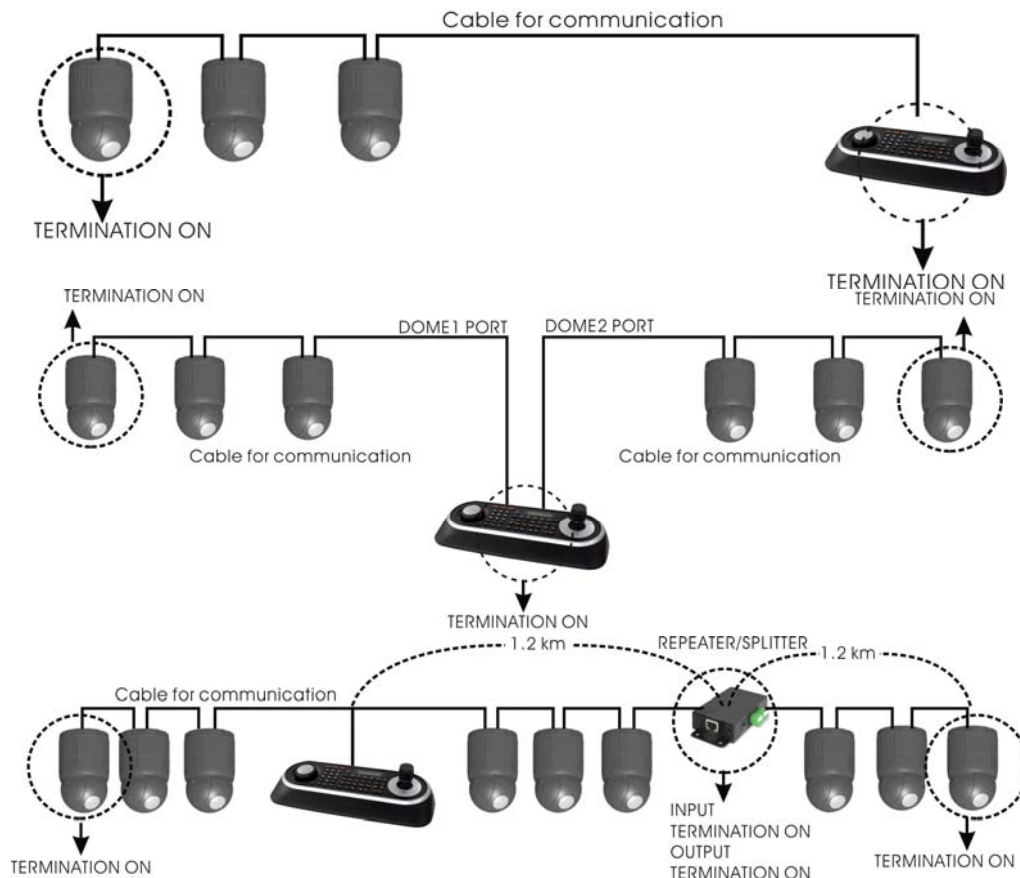 Cable for communication
TERMINATION ON
TERMINATION ON
TERMINATION ON
TERMINATION ON
DOME1 PORT
DOME2 PORT
Cable for communication
Cable for communication
TERMINATION ON
1.2 km
REPEATER/SPLITTER
1.2 km
Cable for communication
INPUT
TERMINATION ON
OUTPUT
TERMINATION ON
TERMINATION ON
TERMINATION ON